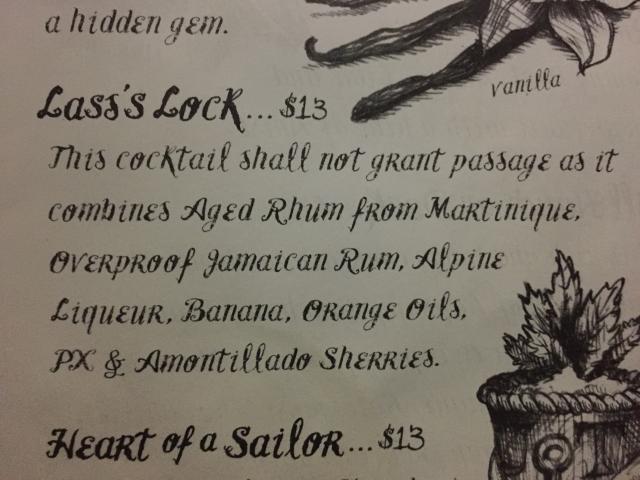 a hidden gem.
vanilla
Lass's Lock... $13
This cocktail shall not grant passage as it
combines Aged Rhum from Martinique,
Overproof Jamaican Rum, Alpine
Liqueur, Banana, Orange Oils,
PX & Amontillado Sherries.
Heart of a Sailor... $13